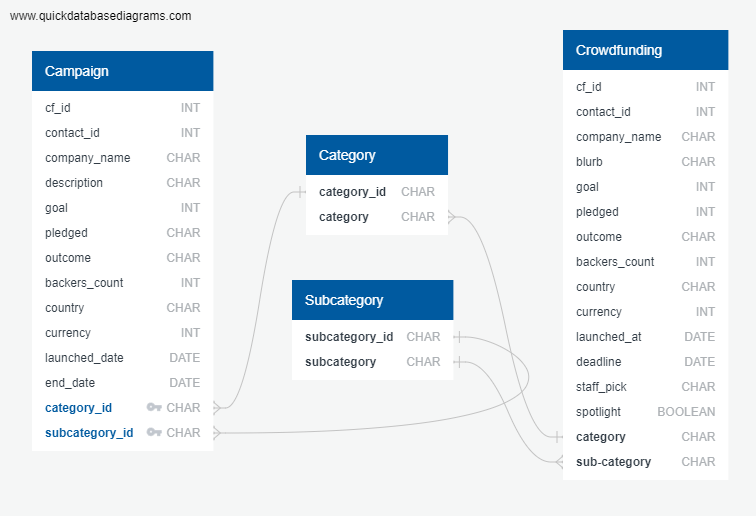 www.quickdatabasediagrams.com
Campaign
cf_id INT
contact_id INT
company_name CHAR
description CHAR
goal INT
pledged CHAR
outcome CHAR
backers_count INT
country CHAR
currency INT
launched_date DATE
end_date DATE
category_id CHAR
subcategory_id CHAR
Category
category_id CHAR
category CHAR
Subcategory
subcategory_id CHAR
subcategory CHAR
Crowdfunding
cf_id INT
contact_id INT
company_name CHAR
blurb CHAR
goal INT
pledged INT
outcome CHAR
backers_count INT
country CHAR
currency INT
launched_at DATE
deadline DATE
staff_pick CHAR
spotlight BOOLEAN
category CHAR
sub-category CHAR